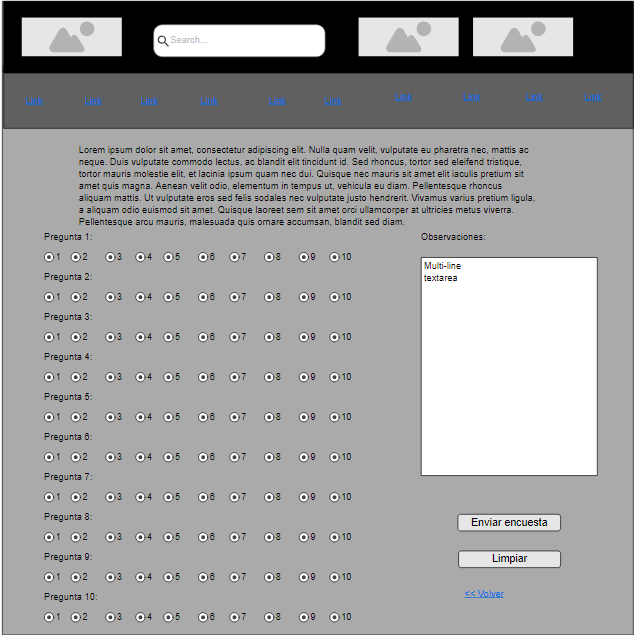 Search...
Link Link Link Link Link Link Link Link Link Link
Lorem ipsum dolor sit amet, consectetur adipiscing elit. Nulla quam velit, vulputate eu pharetra nec, mattis ac
neque. Duis vulputate commodo lectus, ac blandit elit tincidunt id. Sed rhoncus, tortor sed eleifend tristique,
tortor mauris molestie elit, et lacinia ipsum quam nec dui. Quisque nec mauris sit amet elit iaculis pretium sit
amet quis magna. Aenean velit odio, elementum in tempus ut, vehicula eu diam. Pellentesque rhoncus
aliquam mattis. Ut vulputate eros sed felis sodales nec vulputate justo hendrerit. Vivamus varius pretium ligula,
a aliquam odio euismod sit amet. Quisque laoreet sem sit amet orci ullamcorper at ultricies metus viverra.
Pellentesque arcu mauris, malesuada quis ornare accumsan, blandit sed diam.
Pregunta 1:
1 2 3 4 5 6 7 8 9 10
Pregunta 2:
1 2 3 4 5 6 7 8 9 10
Pregunta 3:
1 2 3 4 5 6 7 8 9 10
Pregunta 4:
1 2 3 4 5 6 7 8 9 10
Pregunta 5:
1 2 3 4 5 6 7 8 9 10
Pregunta 6:
1 2 3 4 5 6 7 8 9 10
Pregunta 7:
1 2 3 4 5 6 7 8 9 10
Pregunta 8:
1 2 3 4 5 6 7 8 9 10
Pregunta 9:
1 2 3 4 5 6 7 8 9 10
Pregunta 10:
1 2 3 4 5 6 7 8 9 10
Observaciones:
Multi-line
textarea
Enviar encuesta
Limpiar
<< Volver